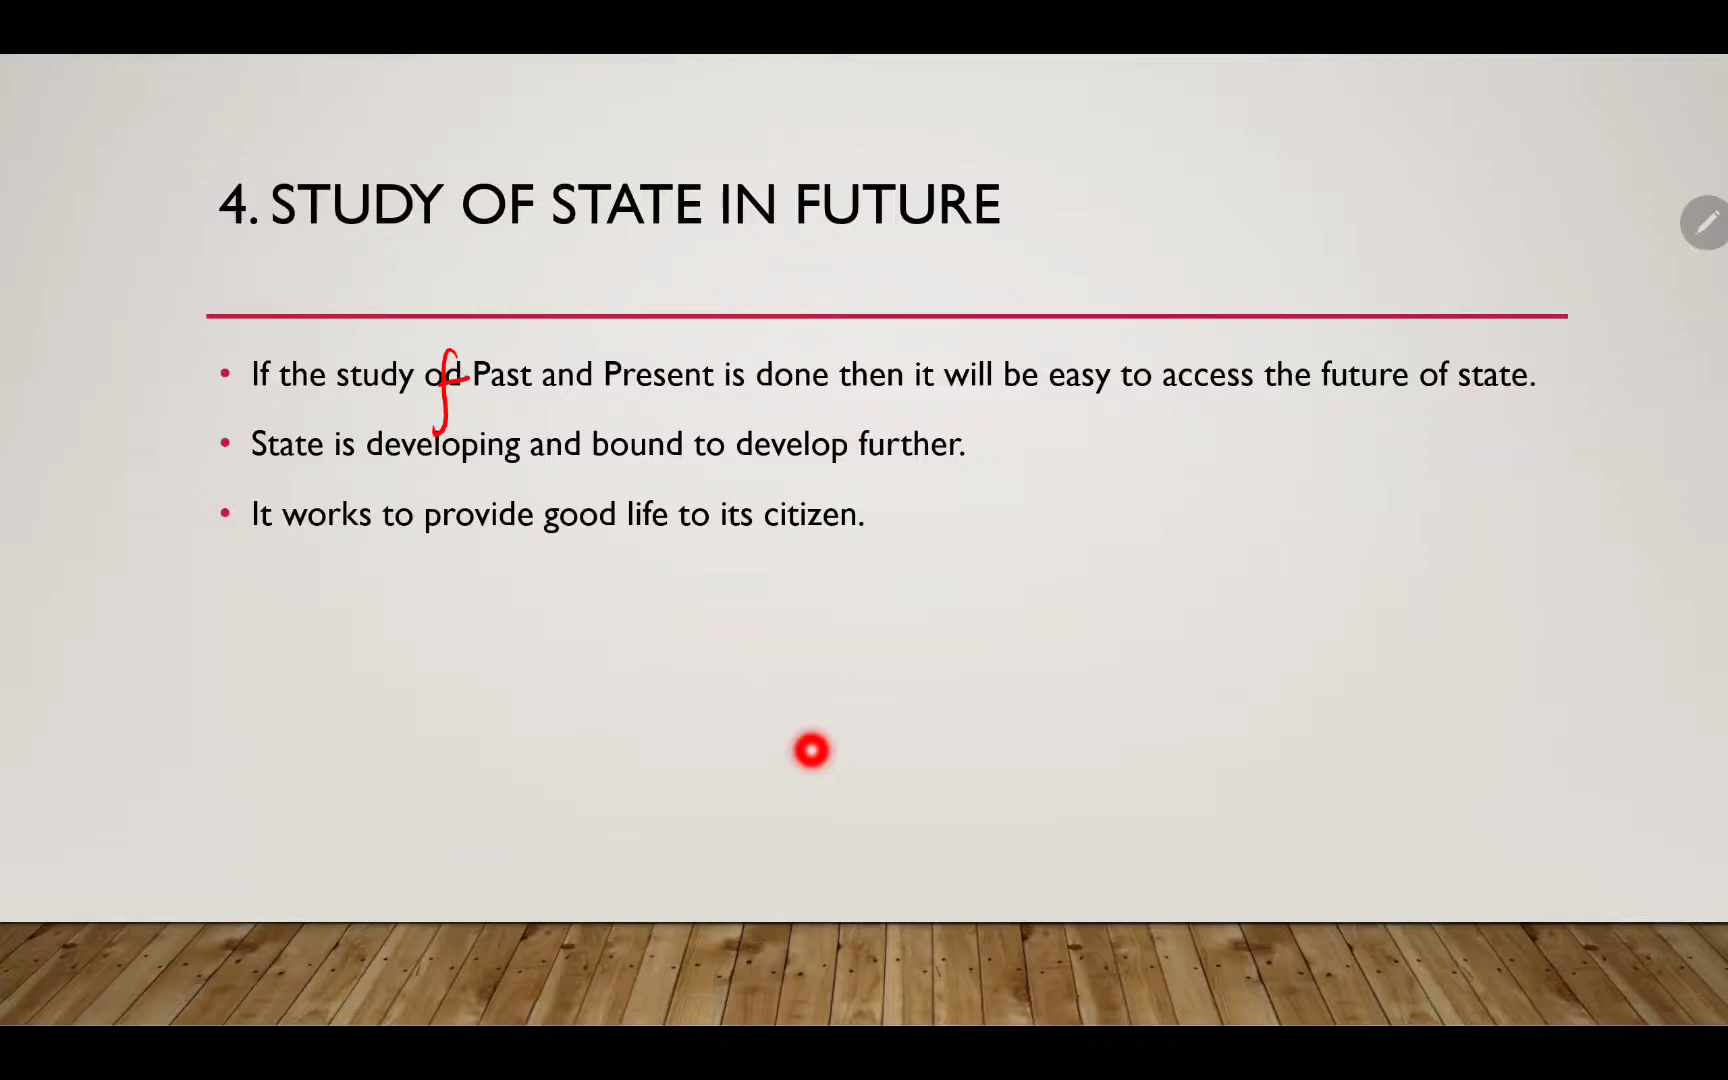 4. STUDY OF STATE IN FUTURE
• If the study od Past and Present is done then it will be easy to access the future of state.
f
• State is developing and bound to develop further.
• It works to provide good life to its citizen.